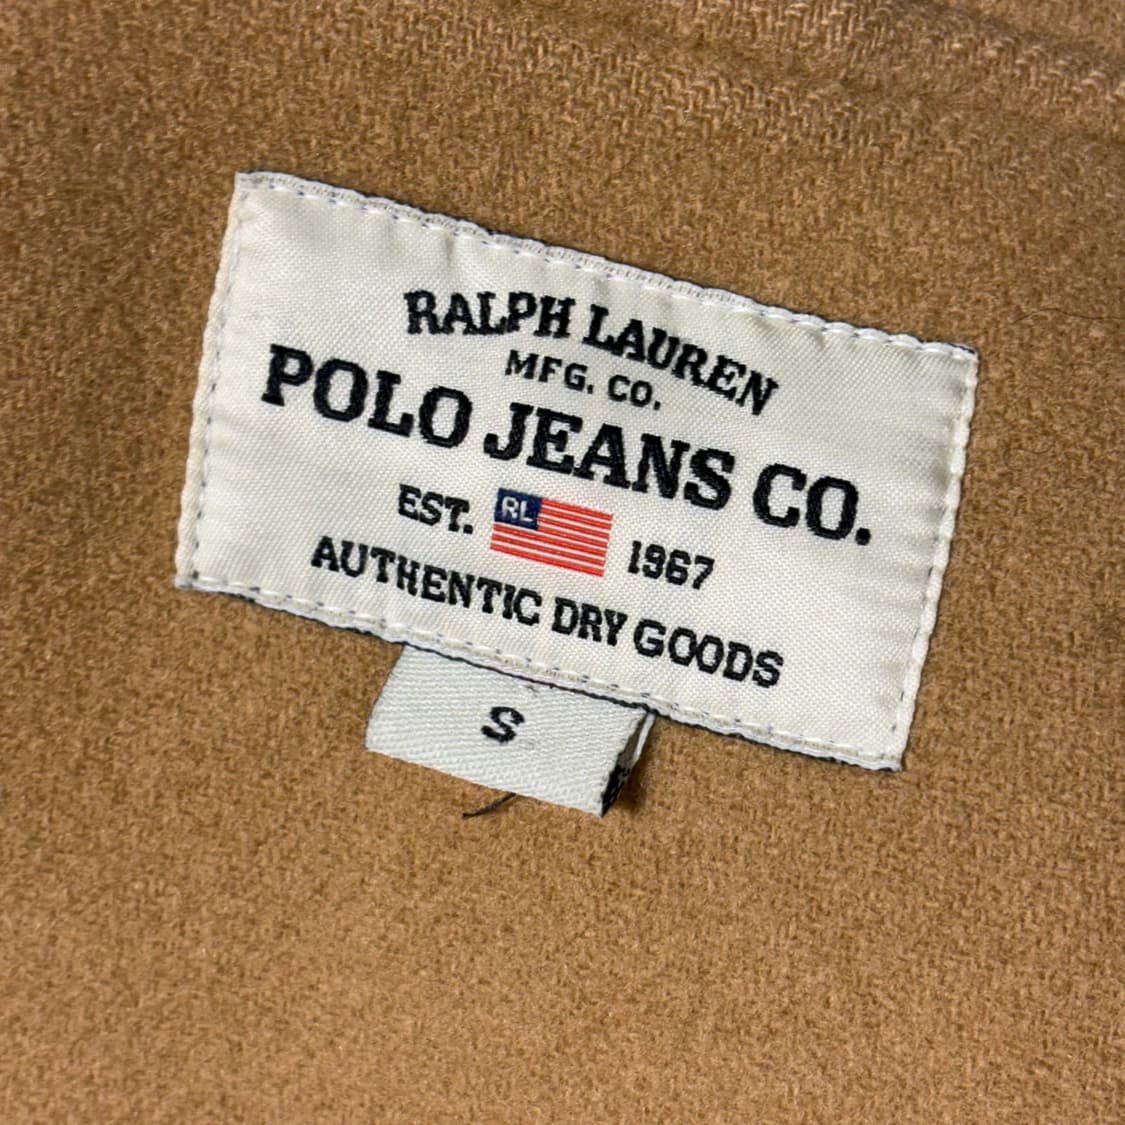 RALPH LAUREN
MFG. CO.
POLO JEANS CO.
EST. RL 1967
AUTHENTIC DRY GOODS
S